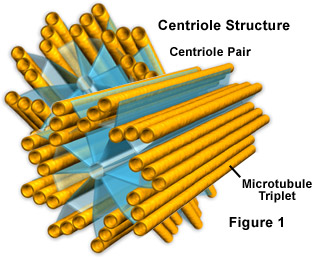 Centriole Structure
Centriole Pair
Microtubule
Triplet
Figure 1